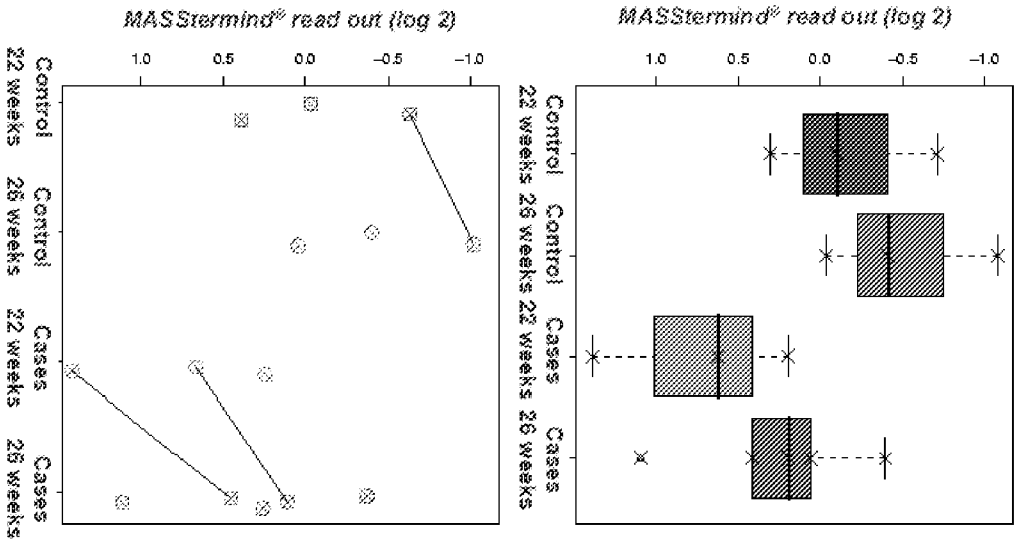 MASStermind® read out (log 2)
1.0 0.5 0.0 –0.5 –1.0
Control
22 weeks
Control
26 weeks
Cases
22 weeks
Cases
26 weeks
MASStermind® read out (log 2)
1.0 0.5 0.0 –0.5 –1.0
Control
22 weeks
Control
26 weeks
Cases
22 weeks
Cases
26 weeks